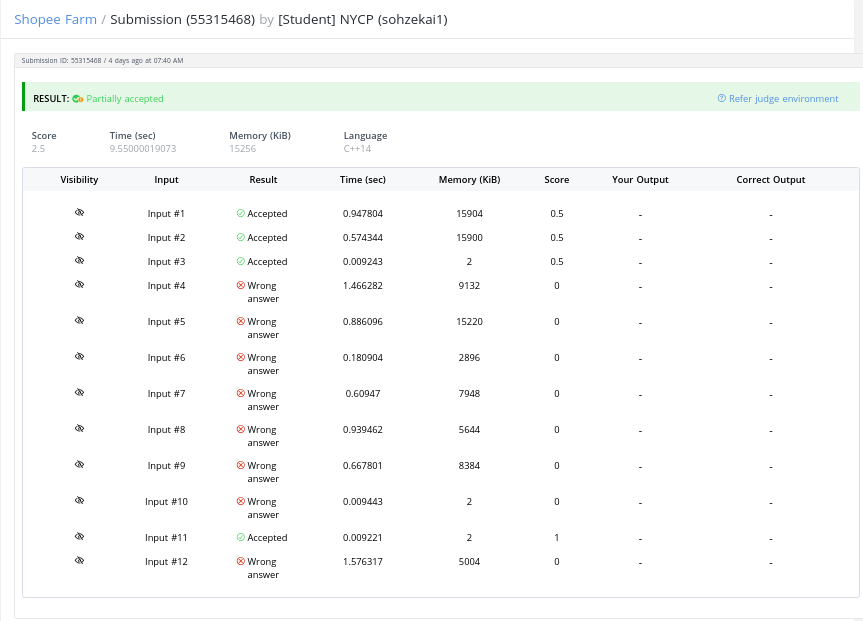 Shopee Farm / Submission (55315468) by [Student] NYCP (sohzekai1)
Submission ID: 55315468 / 4 days ago at 07:40 AM
RESULT: Partially accepted Refer judge environment
Score Time (sec) Memory (KiB) Language
2.5 9.55000019073 15256 C++14
Visibility Input Result Time (sec) Memory (KiB) Score Your Output Correct Output
Input #1 Accepted 0.947804 15904 0.5 - -
Input #2 Accepted 0.574344 15900 0.5 - -
Input #3 Accepted 0.009243 2 0.5 - -
Input #4 Wrong 1.466282 9132 0 - -
answer
Input #5 Wrong 0.886096 15220 0 - -
answer
Input #6 Wrong 0.180904 2896 0 - -
answer
Input #7 Wrong 0.60947 7948 0 - -
answer
Input #8 Wrong 0.939462 5644 0 - -
answer
Input #9 Wrong 0.667801 8384 0 - -
answer
Input #10 Wrong 0.009443 2 0 - -
answer
Input #11 Accepted 0.009221 2 1 - -
Input #12 Wrong 1.576317 5004 0 - -
answer